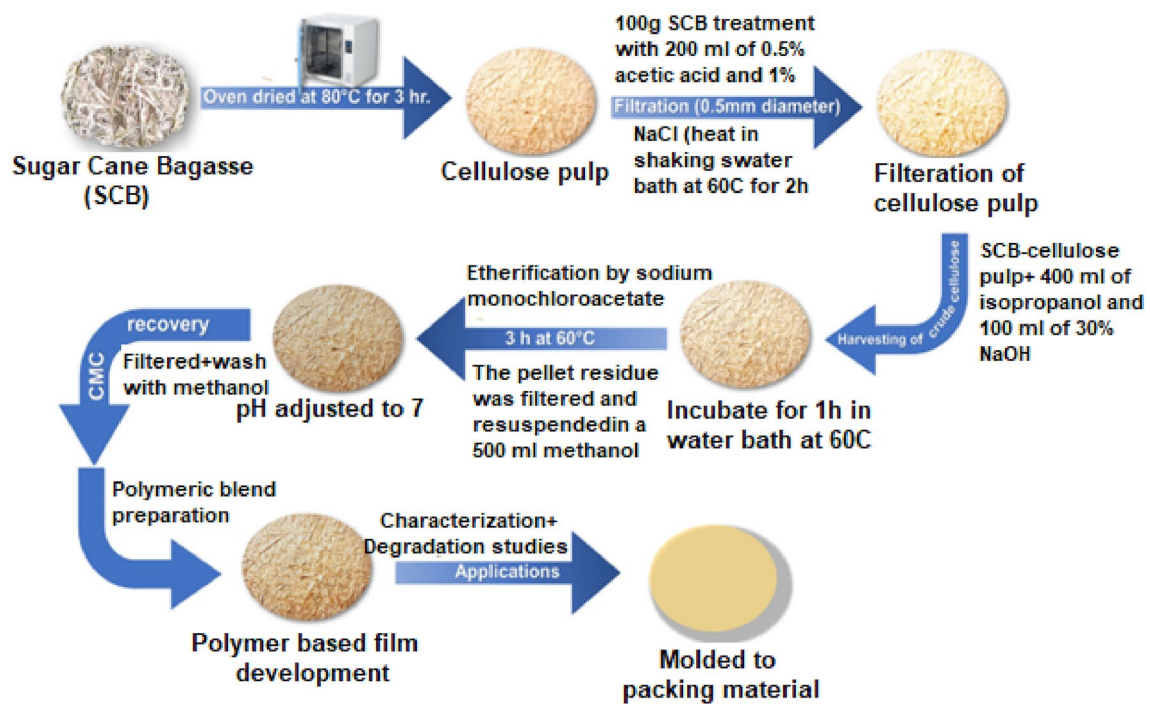 Oven dried at 80°C for 3 hr.
Sugar Cane Bagasse
(SCB)
Cellulose pulp
100g SCB treatment
with 200 ml of 0.5%
acetic acid and 1%
Filtration (0.5mm diameter)
NaCl (heat in
shaking swater
bath at 60C for 2h
Filteration of
cellulose pulp
SCB-cellulose
pulp+ 400 ml of
isopropanol and
100 ml of 30%
NaOH
Harvesting of crude cellulose
Incubate for 1h in
water bath at 60C
Etherification by sodium
monochloroacetate
3 h at 60°C
The pellet residue
was filtered and
resuspendedin a
500 ml methanol
pH adjusted to 7
recovery
CMC
Filtered+wash
with methanol
Polymeric blend
preparation
Polymer based film
development
Characterization+
Degradation studies
Applications
Molded to
packing material